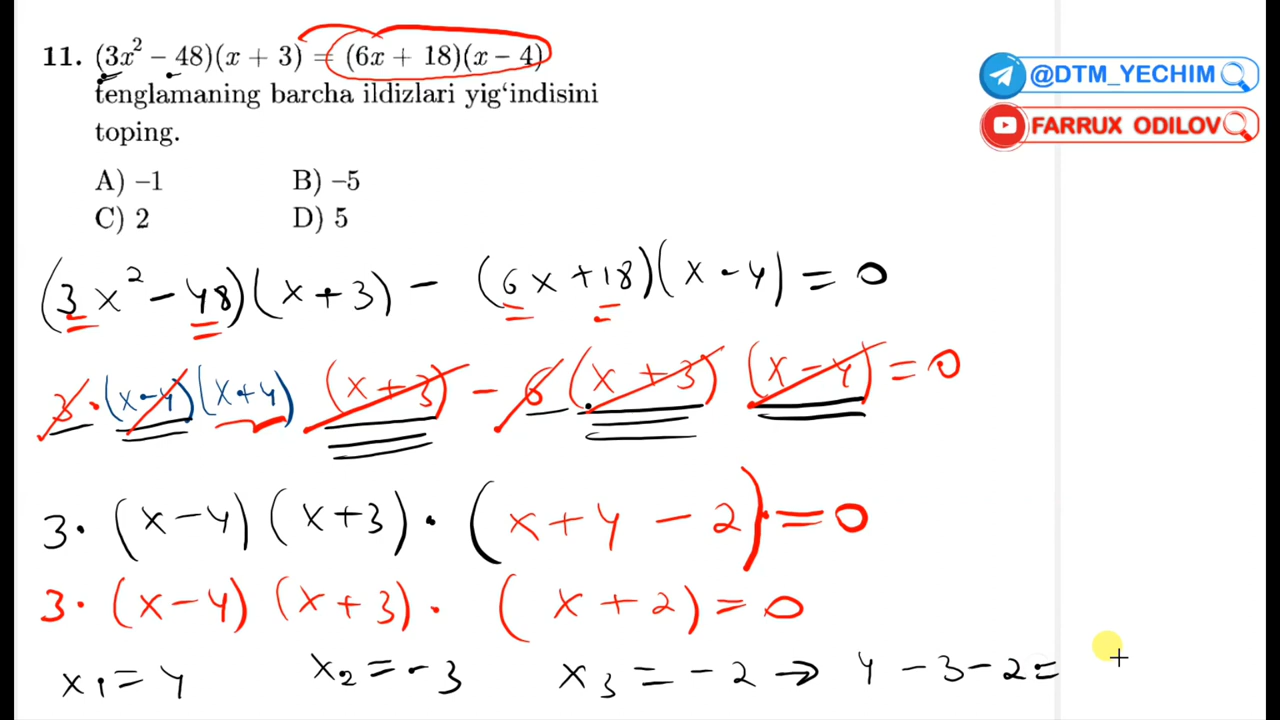 11. (3x² − 48)(x + 3) = (6x + 18)(x − 4)
tenglamaning barcha ildizlari yig‘indisini
toping.
A) –1 B) –5
C) 2 D) 5
@DTM_YECHIM
FARRUX ODILOV
(3x² − 48)(x + 3) − (6x + 18)(x − 4) = 0
3 · (x − 4)(x + 4) (x + 3) − 6 (x + 3) (x − 4) = 0
3 · (x − 4)(x + 3) · (x + 4 − 2) · = 0
3 · (x − 4)(x + 3) · (x + 2) = 0
x₁ = 4 x₂ = −3 x₃ = −2 → 4 − 3 − 2 =